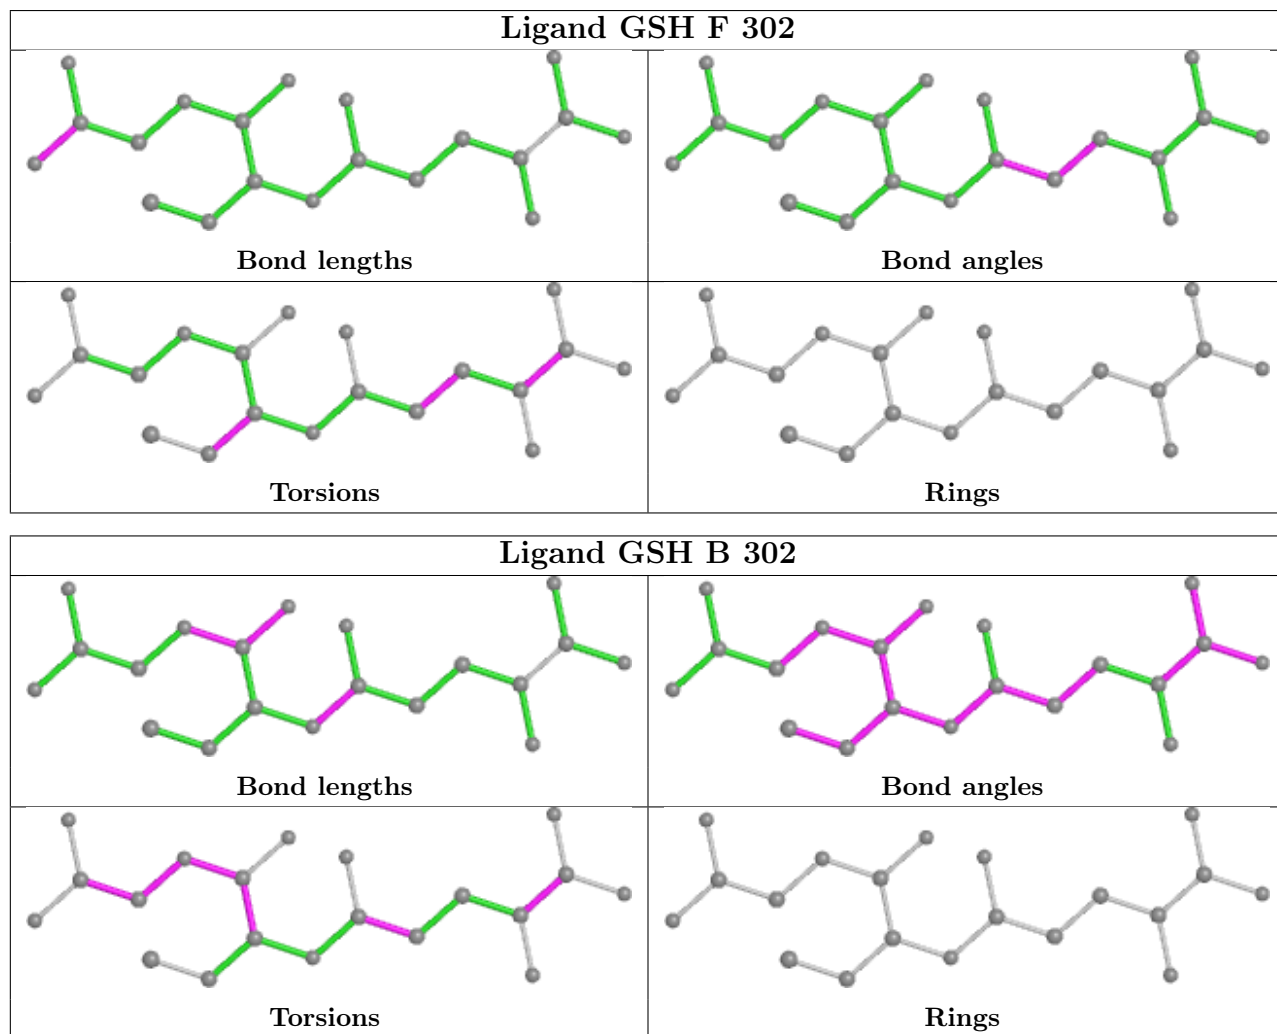 Ligand GSH F 302
Bond lengths
Bond angles
Torsions
Rings
Ligand GSH B 302
Bond lengths
Bond angles
Torsions
Rings